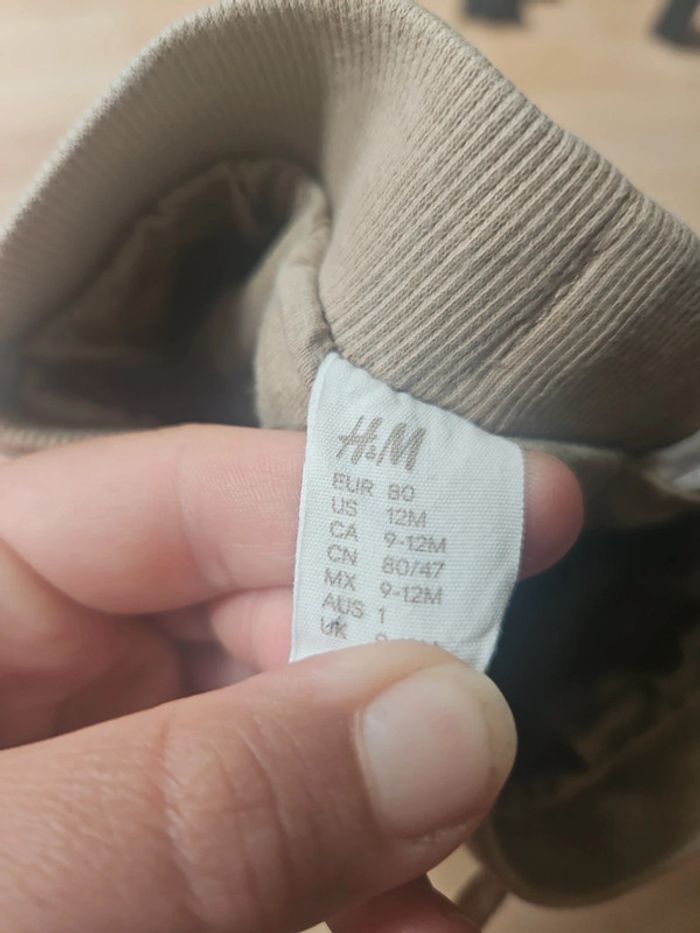 H&M
EUR 80
US 12M
CA 9-12M
CN 80/47
MX 9-12M
AUS 1
UK